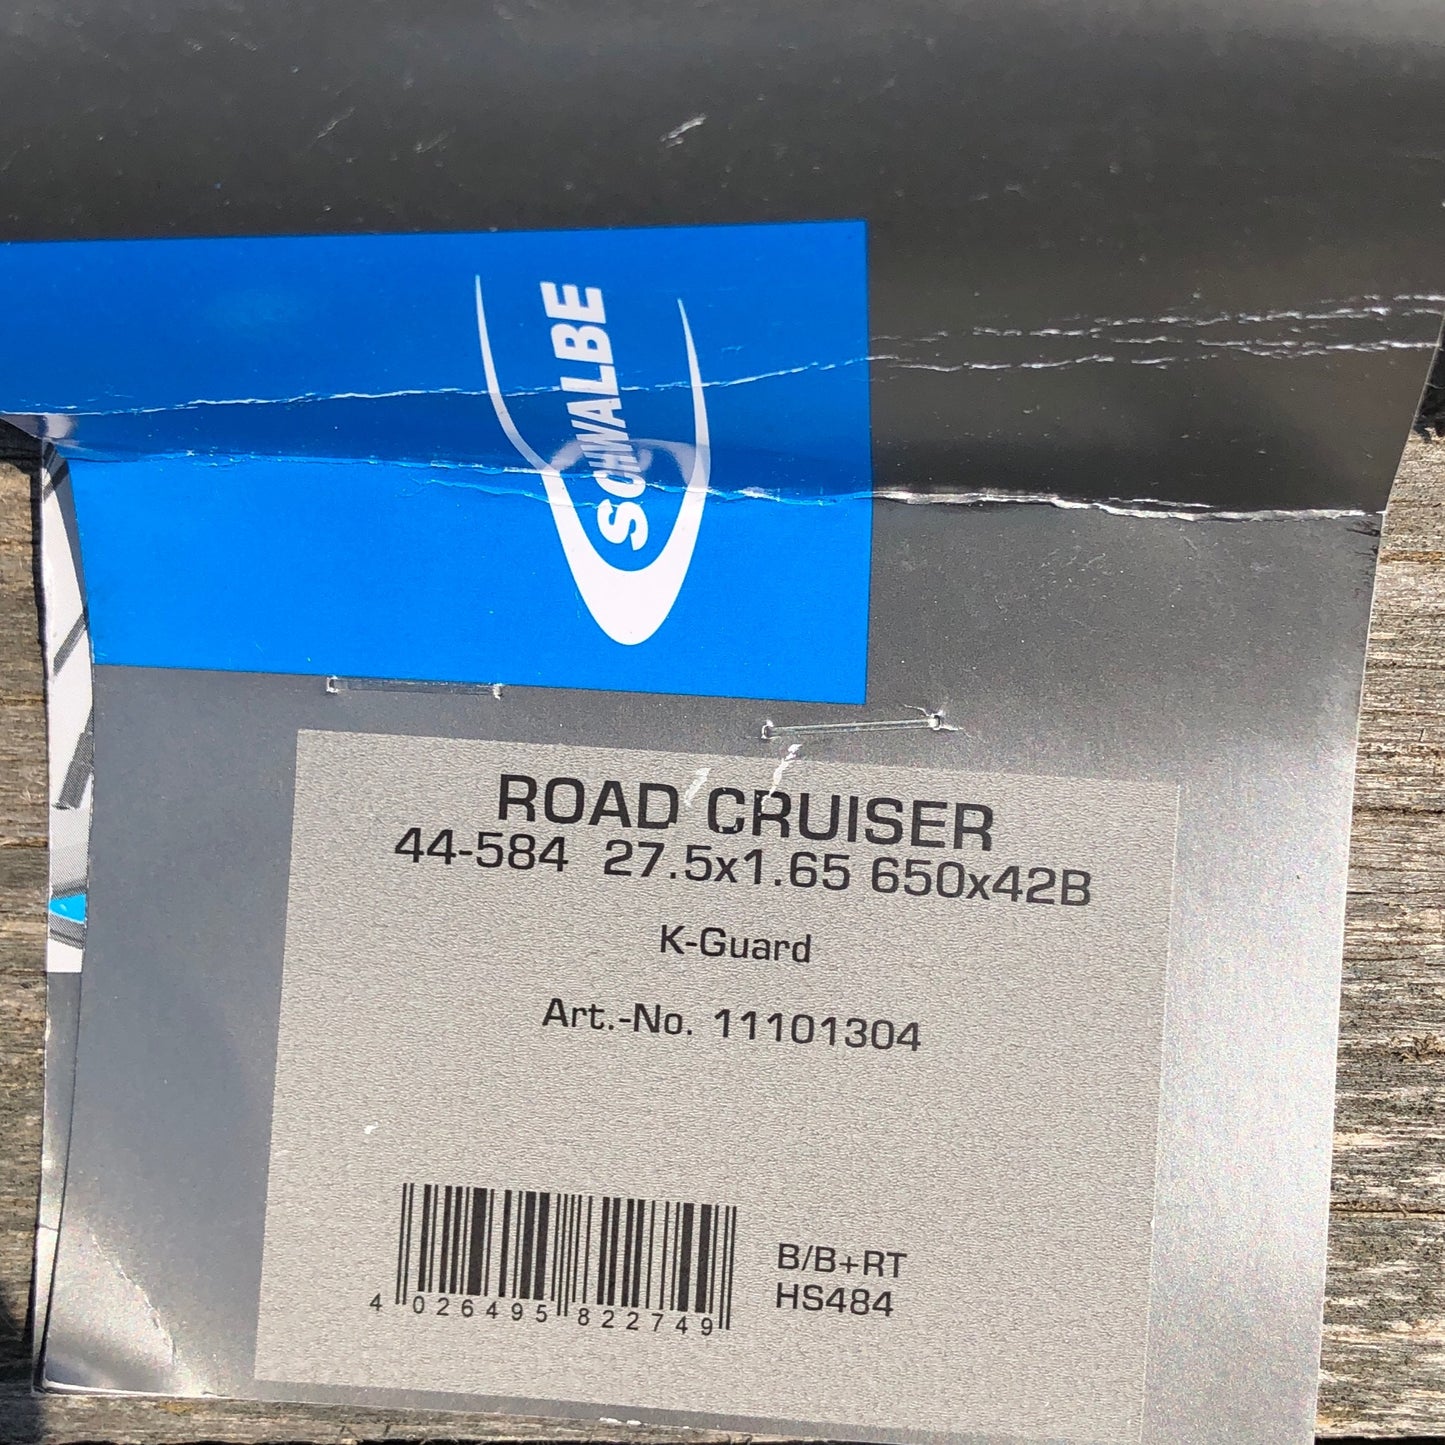 SCHWALBE
ROAD CRUISER
44-584 27.5x1.65 650x42B
K-Guard
Art.-No. 11101304
4 026495 822749
B/B+RT
HS484